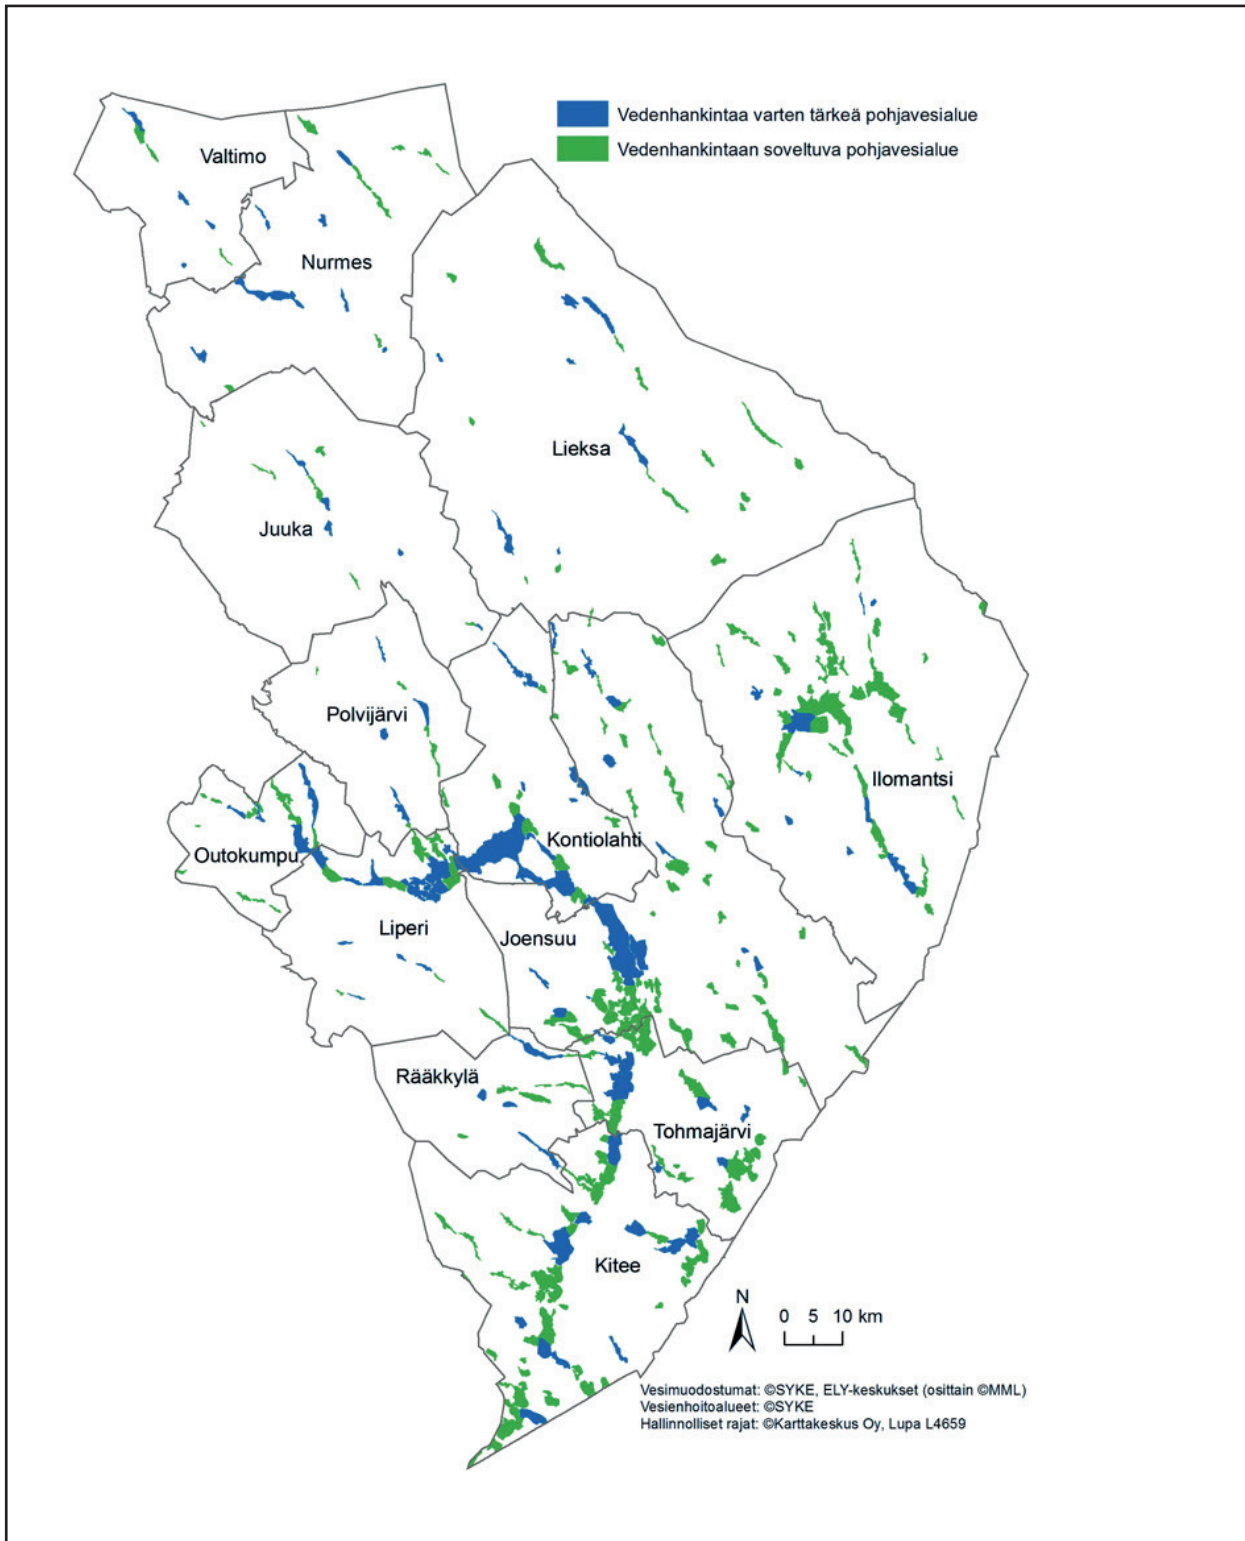 Vedenhankintaa varten tärkeä pohjavesialue
Vedenhankintaan soveltuva pohjavesialue
Valtimo
Nurmes
Lieksa
Juuka
Polvijärvi
Ilomantsi
Kontiolahti
Outokumpu
Liperi
Joensuu
Rääkkylä
Tohmajärvi
Kitee
N
0 5 10 km
Vesimuodostumat: ©SYKE, ELY-keskukset (osittain ©MML)
Vesienhoitoalueet: ©SYKE
Hallinnolliset rajat: ©Karttakeskus Oy, Lupa L4659